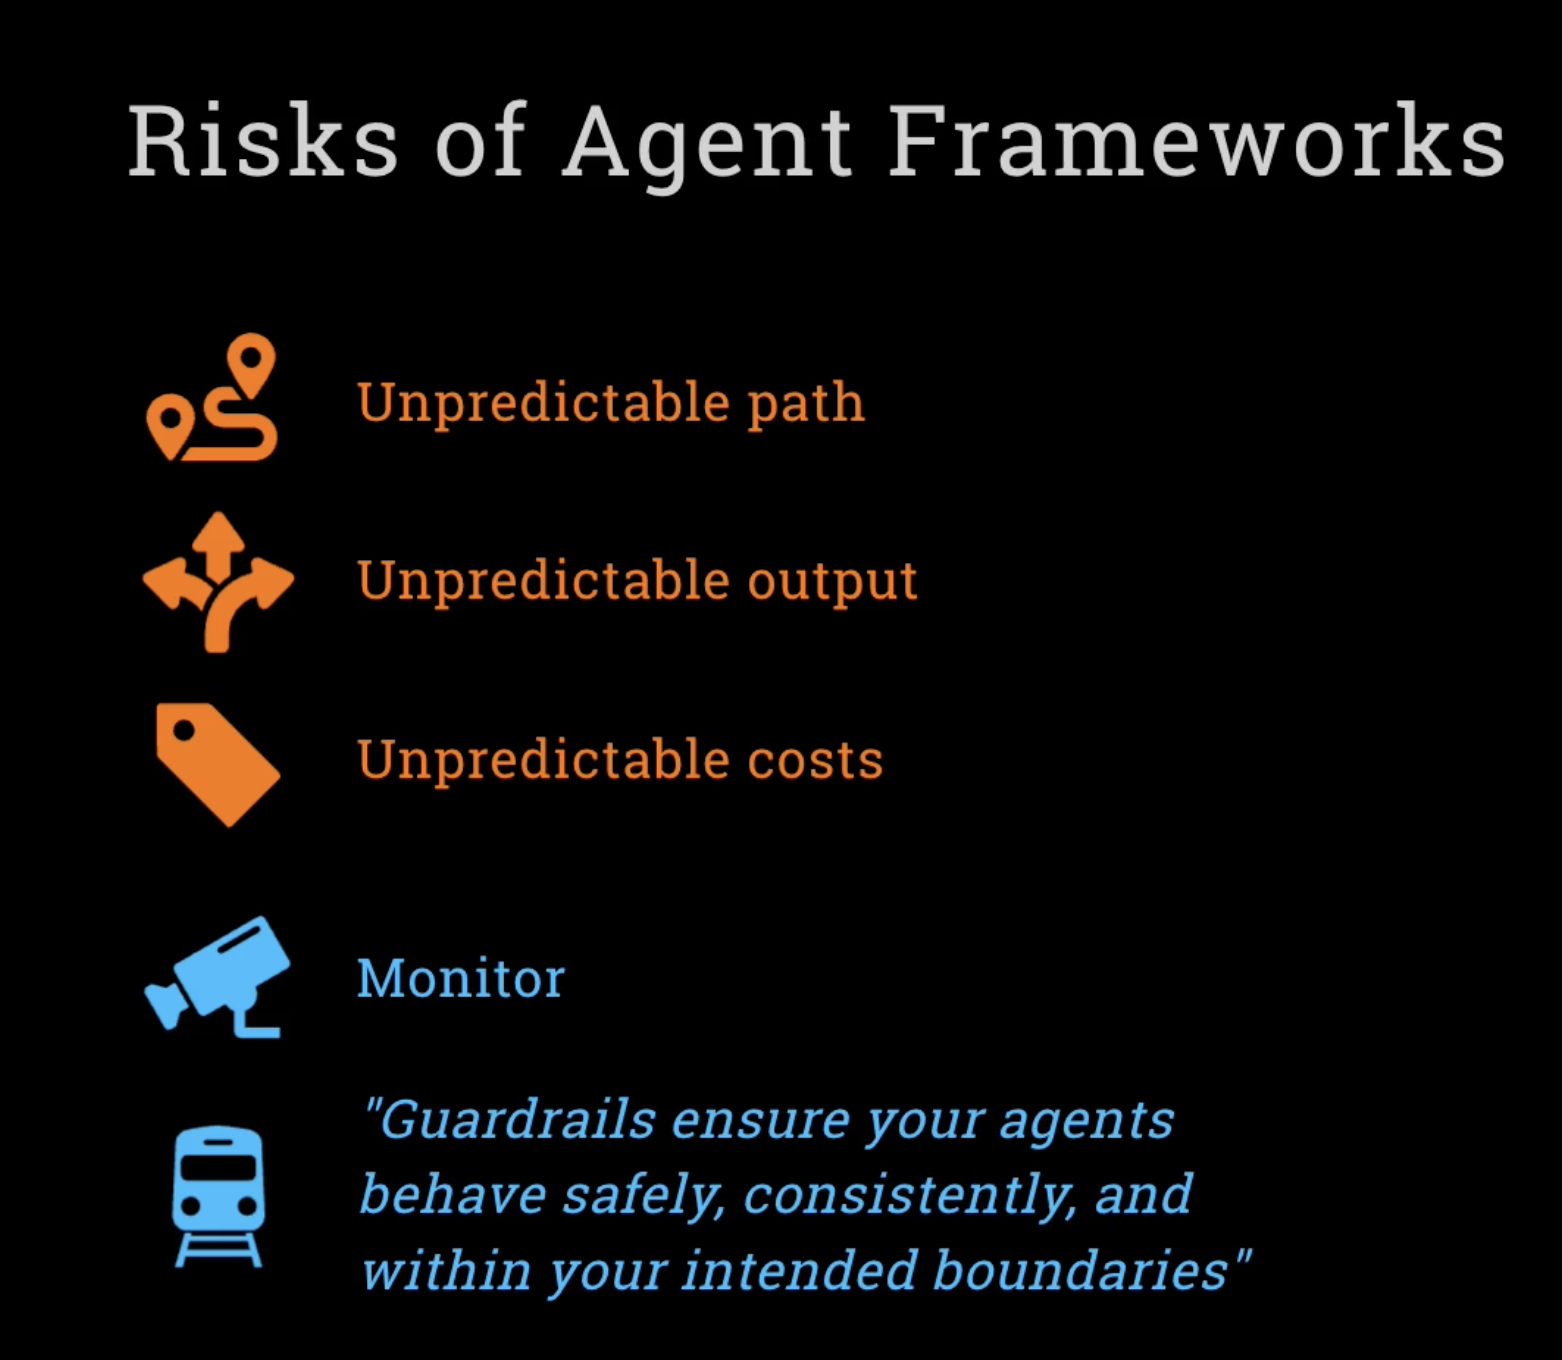 Risks of Agent Frameworks
Unpredictable path
Unpredictable output
Unpredictable costs
Monitor
"Guardrails ensure your agents
behave safely, consistently, and
within your intended boundaries"